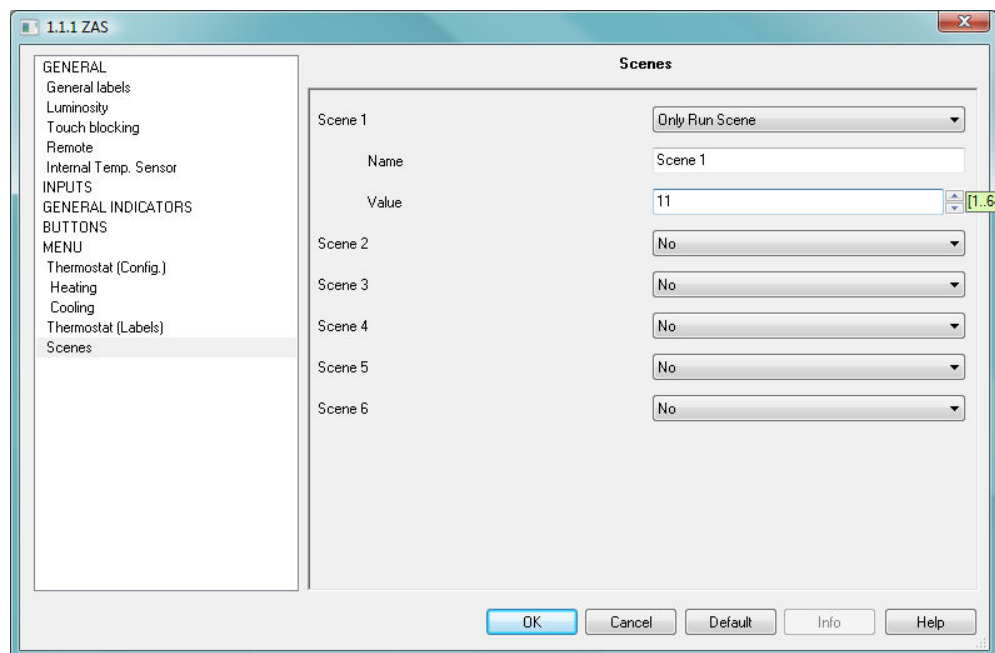 1.1.1 ZAS
GENERAL
General labels
Luminosity
Touch blocking
Remote
Internal Temp. Sensor
INPUTS
GENERAL INDICATORS
BUTTONS
MENU
Thermostat (Config.)
Heating
Cooling
Thermostat (Labels)
Scenes
Scenes
Scene 1 Only Run Scene
Name Scene 1
Value 11 [1..6
Scene 2 No
Scene 3 No
Scene 4 No
Scene 5 No
Scene 6 No
OK Cancel Default Info Help